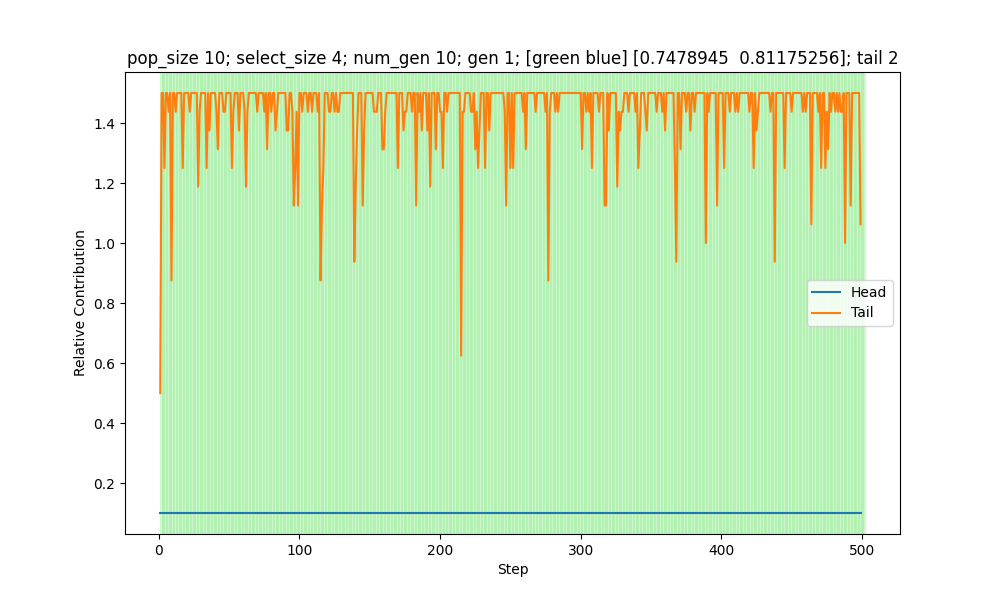 pop_size 10; select_size 4; num_gen 10; gen 1; [green blue] [0.7478945  0.81175256]; tail 2
Relative Contribution
1.4
1.2
1.0
0.8
0.6
0.4
0.2
Head
Tail
0 100 200 300 400 500
Step